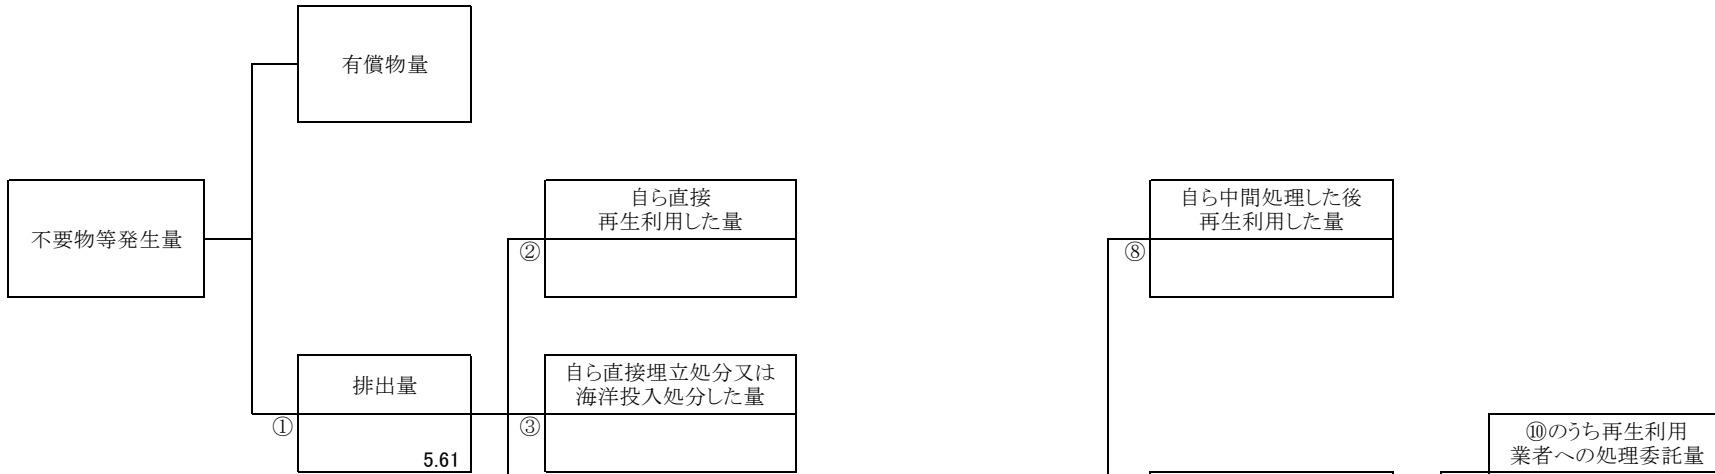 有償物量
不要物等発生量
自ら直接
再生利用した量
②
自ら中間処理した後
再生利用した量
⑧
排出量
①
5.61
自ら直接埋立処分又は
海洋投入処分した量
③
⑩のうち再生利用
業者への処理委託量